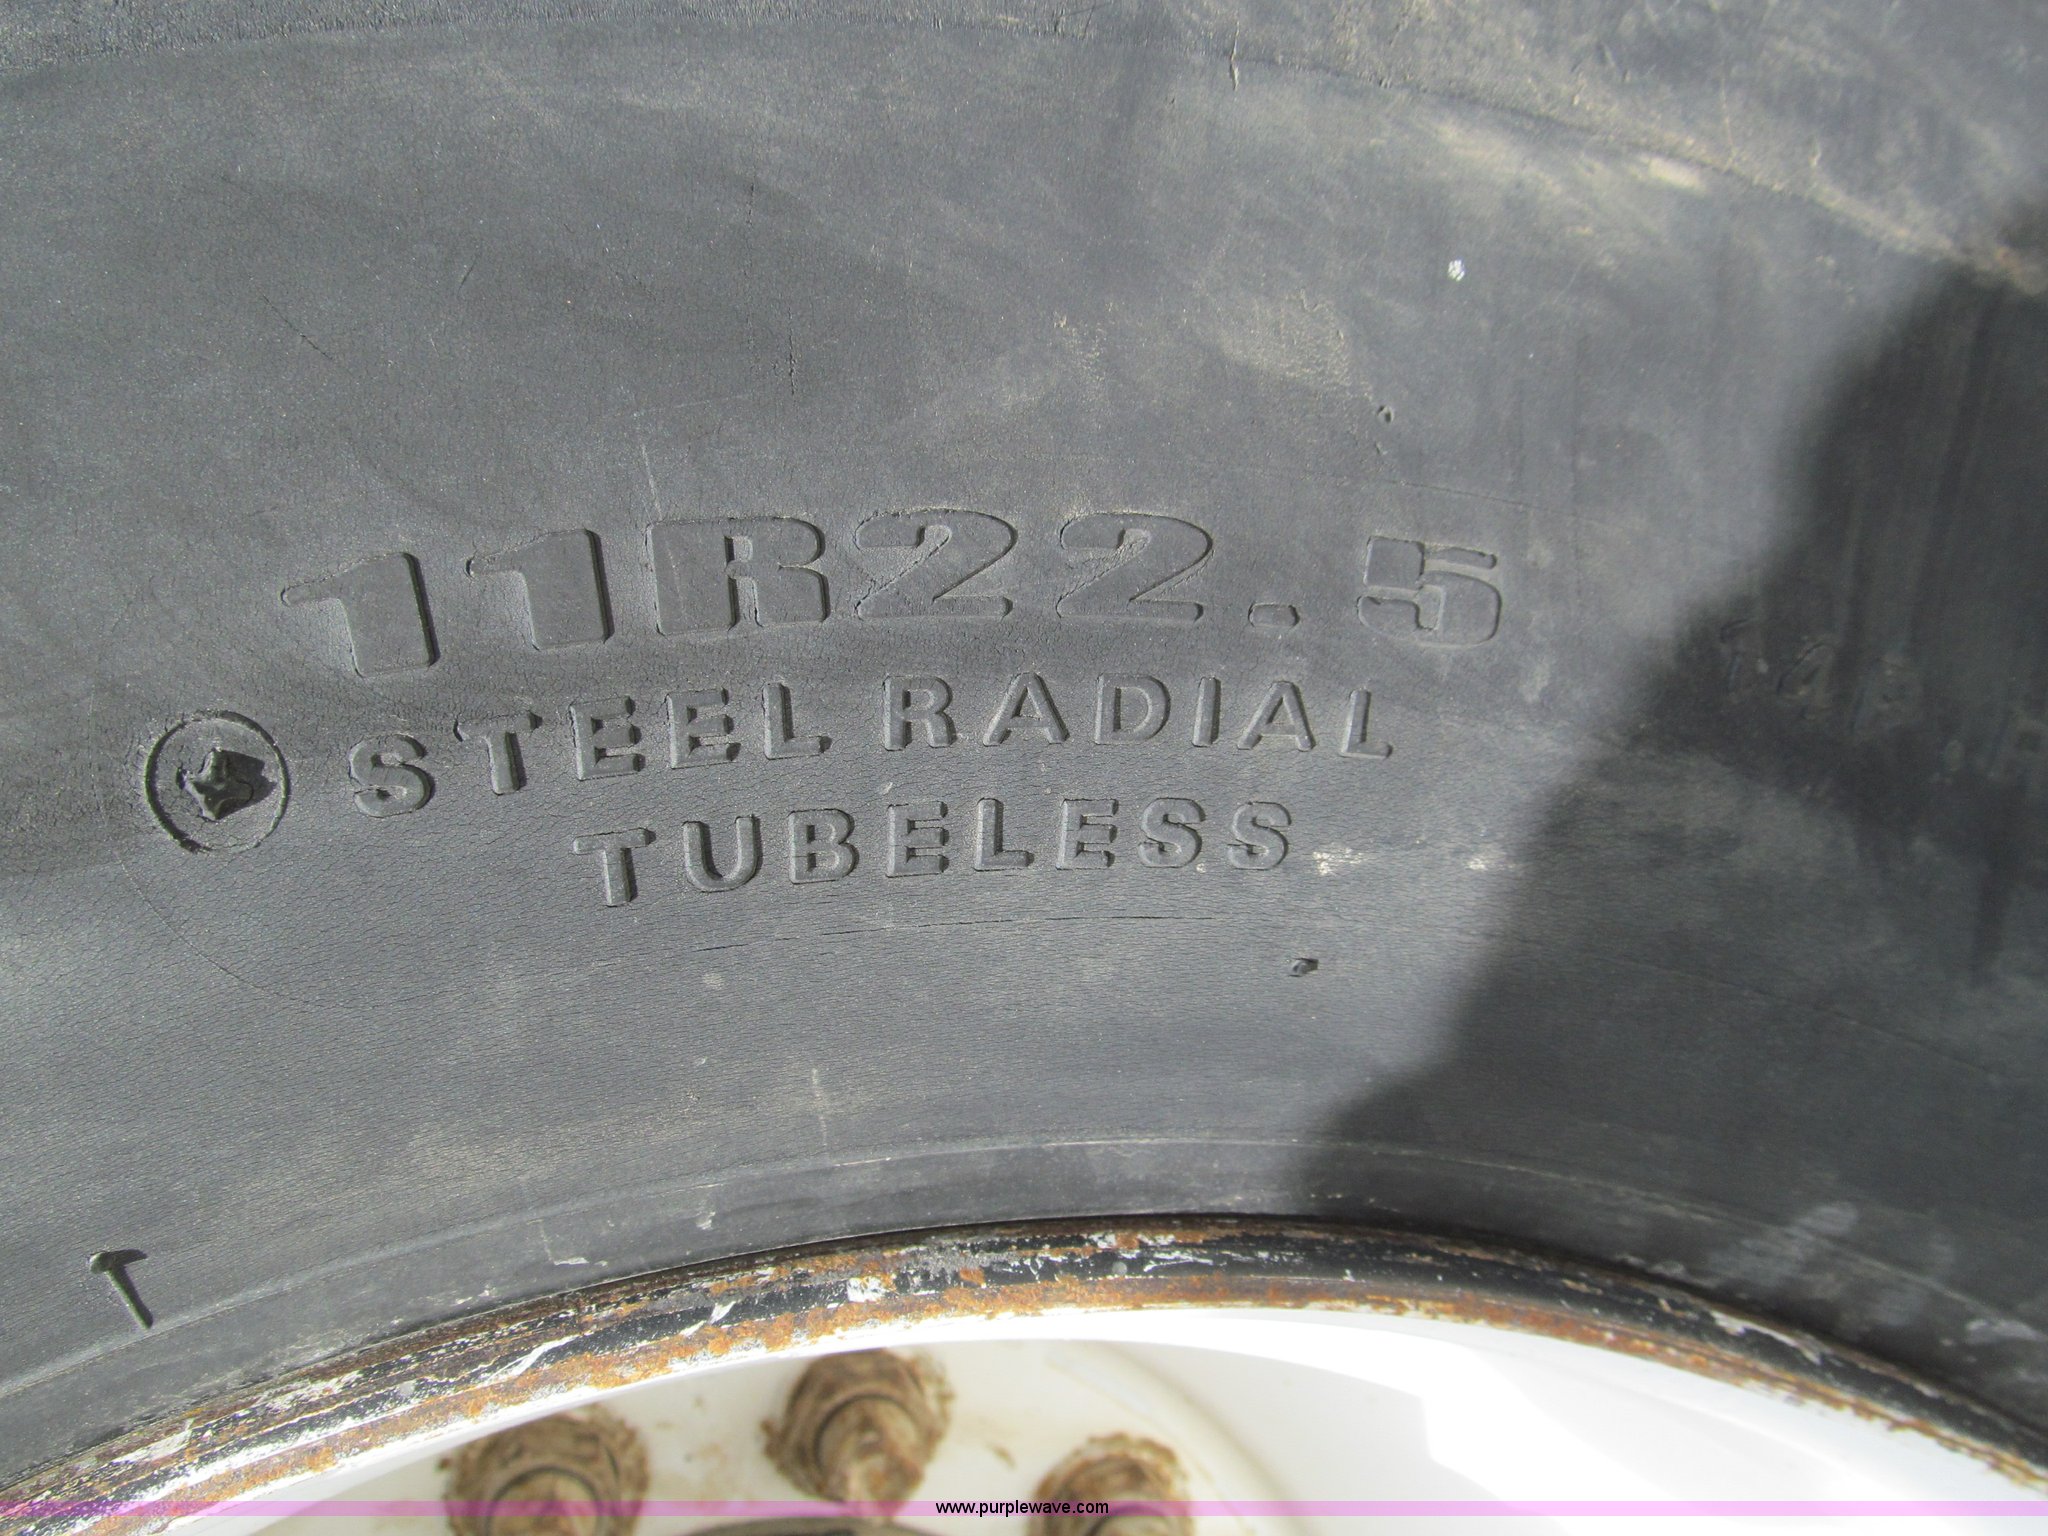 11R22.5
STEEL RADIAL
TUBELESS
www.purplewave.com